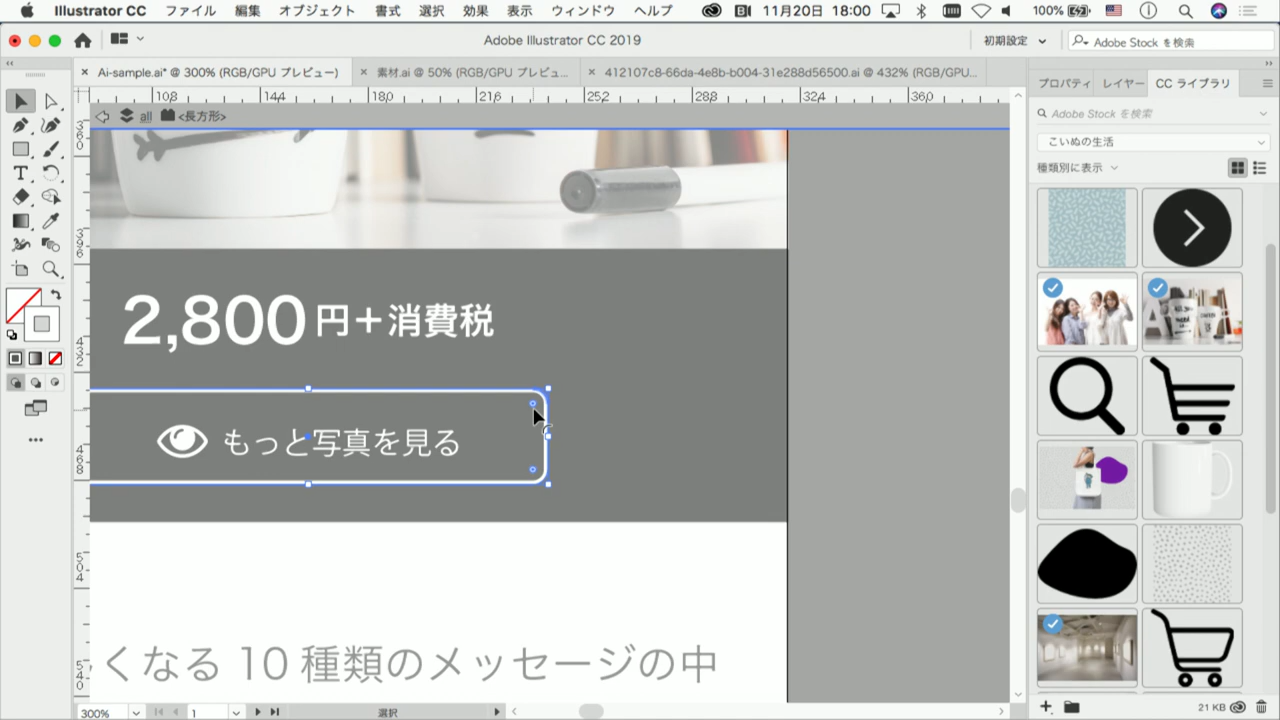 Illustrator CC ファイル 編集 オブジェクト 書式 選択 効果 表示 ウィンドウ ヘルプ 11月20日 18:00 100%
Adobe Illustrator CC 2019
初期設定
Adobe Stock を検索
Ai-sample.ai* @ 300% (RGB/GPU プレビュー)
素材.ai @ 50% (RGB/GPU プレビュ...
412107c8-66da-4e8b-b004-31e288d56500.ai @ 432% (RGB/GPU...
108 144 180 216 252 288 324 360
all <長方形>
プロパティ レイヤー CC ライブラリ
Adobe Stock を検索
こいぬの生活
種類別に表示
396
432
468
504
540
2,800円+消費税
もっと写真を見る
くなる 10 種類のメッセージの中
300% 1 選択
21 KB